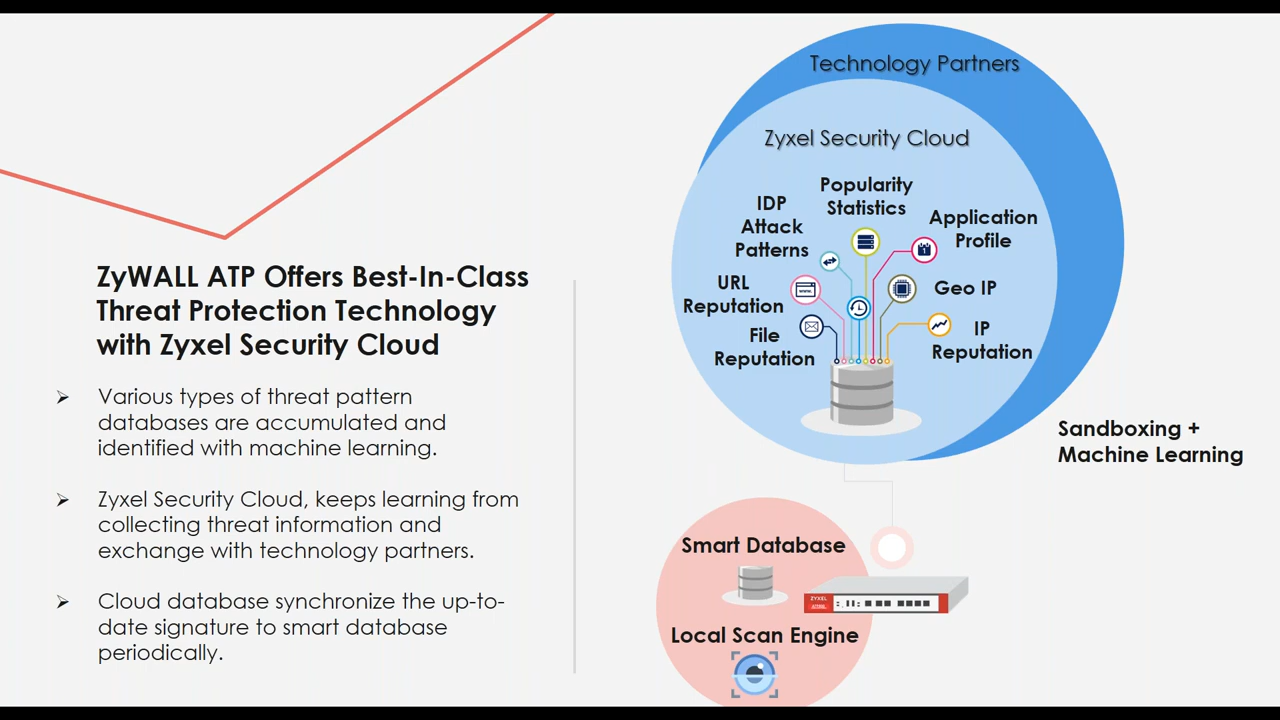 ZyWALL ATP Offers Best-In-Class
Threat Protection Technology
with Zyxel Security Cloud
Various types of threat pattern
databases are accumulated and
identified with machine learning.
Zyxel Security Cloud, keeps learning from
collecting threat information and
exchange with technology partners.
Cloud database synchronize the up-to-
date signature to smart database
periodically.
Technology Partners
Zyxel Security Cloud
Popularity
Statistics
IDP
Attack
Patterns
Application
Profile
URL
Reputation
Geo IP
File
Reputation
IP
Reputation
Sandboxing +
Machine Learning
Smart Database
ZYXEL
Local Scan Engine